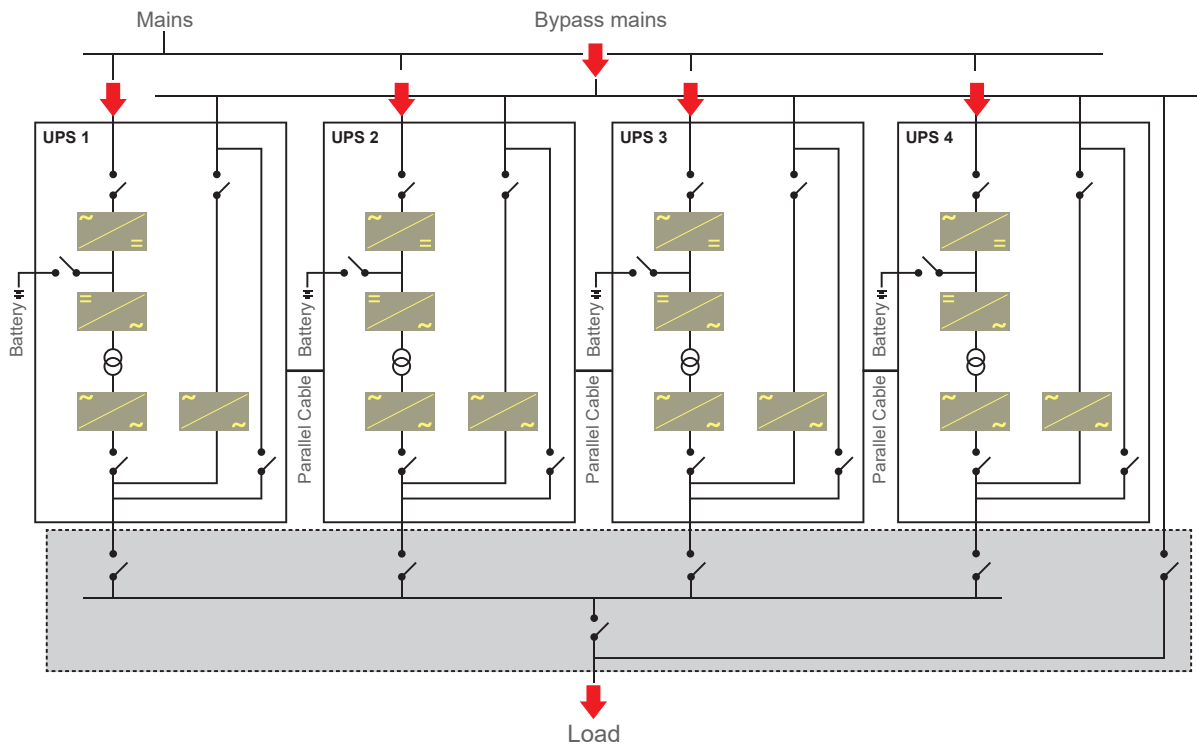 Mains
Bypass mains
UPS 1
UPS 2
UPS 3
UPS 4
Battery
Battery
Battery
Battery
Parallel Cable
Parallel Cable
Parallel Cable
Load